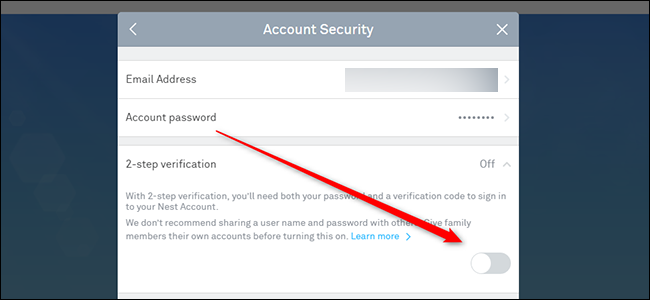 Account Security
Email Address
Account password ••••••••
2-step verification Off
With 2-step verification, you'll need both your password and a verification code to sign in
to your Nest Account.
We don't recommend sharing a user name and password with others. Give family
members their own accounts before turning this on. Learn more